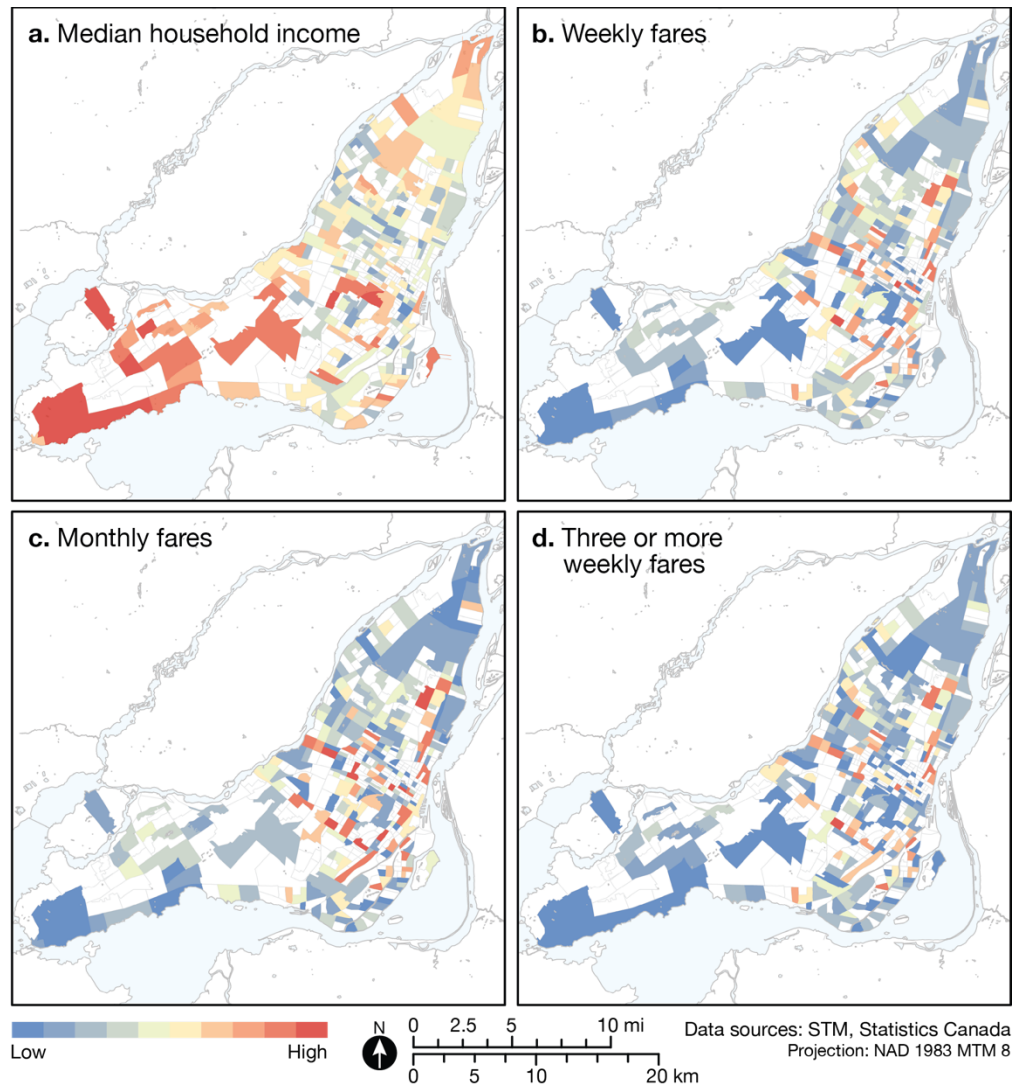 a. Median household income
b. Weekly fares
c. Monthly fares
d. Three or more
weekly fares
Low
High
N
0 2.5 5 10 mi
0 5 10 20 km
Data sources: STM, Statistics Canada
Projection: NAD 1983 MTM 8